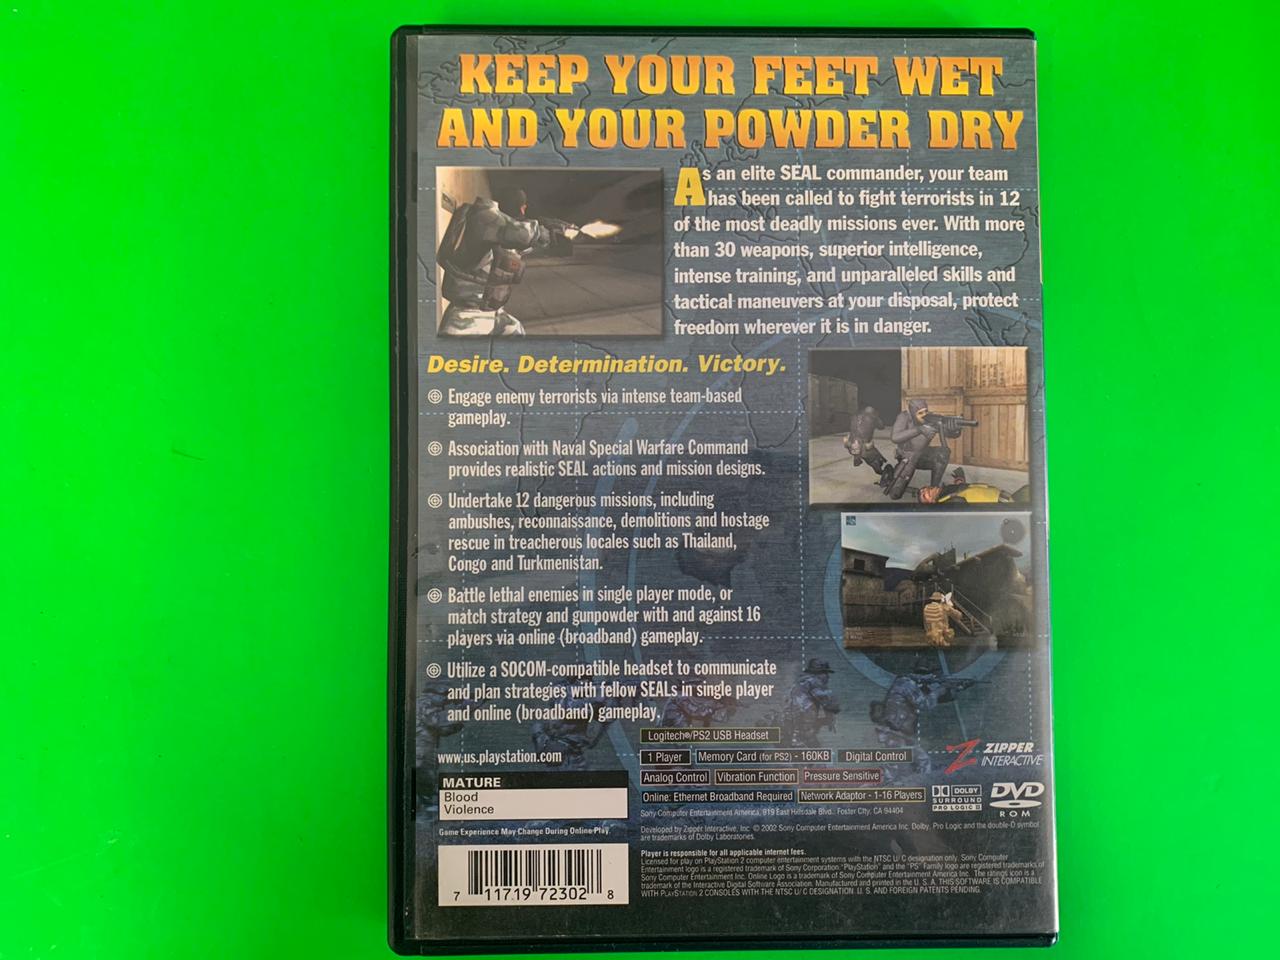 KEEP YOUR FEET WET
AND YOUR POWDER DRY
As an elite SEAL commander, your team
has been called to fight terrorists in 12
of the most deadly missions ever. With more
than 30 weapons, superior intelligence,
intense training, and unparalleled skills and
tactical maneuvers at your disposal, protect
freedom wherever it is in danger.
Desire. Determination. Victory.
Engage enemy terrorists via intense team-based
gameplay.
Association with Naval Special Warfare Command
provides realistic SEAL actions and mission designs.
Undertake 12 dangerous missions, including
ambushes, reconnaissance, demolitions and hostage
rescue in treacherous locales such as Thailand,
Congo and Turkmenistan.
Battle lethal enemies in single player mode, or
match strategy and gunpowder with and against 16
players via online (broadband) gameplay.
Utilize a SOCOM-compatible headset to communicate
and plan strategies with fellow SEALs in single player
and online (broadband) gameplay.
Logitech®/PS2 USB Headset
www.us.playstation.com
1 Player Memory Card (for PS2) - 160KB Digital Control
Analog Control Vibration Function Pressure Sensitive
Online: Ethernet Broadband Required Network Adaptor - 1-16 Players
ZIPPER
INTERACTIVE
DOLBY
SURROUND
PRO LOGIC II
DVD
ROM
MATURE
Blood
Violence
Game Experience May Change During Online Play
Sony Computer Entertainment America, 919 East Hillsdale Blvd., Foster City, CA 94404
Developed by Zipper Interactive, Inc. © 2002 Sony Computer Entertainment America Inc. Dolby, Pro Logic and the double-D symbol
are trademarks of Dolby Laboratories.
Player is responsible for all applicable internet fees.
Licensed for play on PlayStation 2 computer entertainment systems with the NTSC U/C designation only. Sony Computer
Entertainment logo is a registered trademark of Sony Corporation. "PlayStation" and the "PS" Family logo are registered trademarks of
Sony Computer Entertainment Inc. Online Logo is a trademark of Sony Computer Entertainment America Inc. The ratings icon is a
trademark of the Interactive Digital Software Association. Manufactured and printed in the U.S.A. THIS SOFTWARE IS COMPATIBLE
WITH PLAYSTATION 2 CONSOLES WITH THE NTSC U/C DESIGNATION. U.S. AND FOREIGN PATENTS PENDING.
7 11719 72302 8